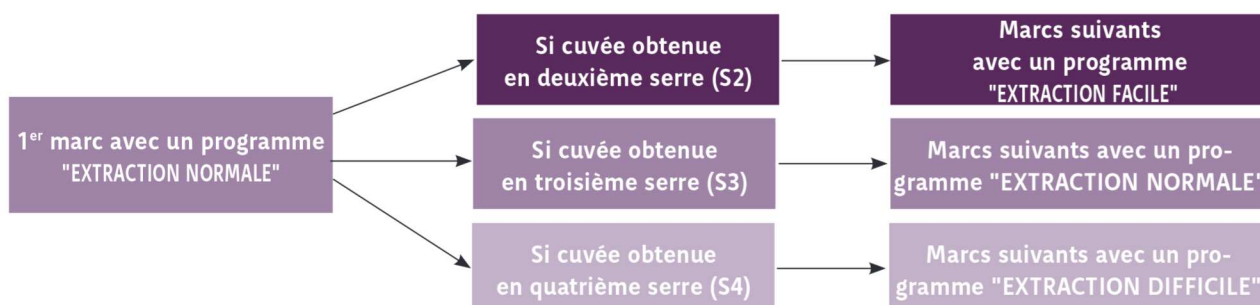 1er marc avec un programme
"EXTRACTION NORMALE"
Si cuvée obtenue
en deuxième serre (S2)
Marcs suivants
avec un programme
"EXTRACTION FACILE"
Si cuvée obtenue
en troisième serre (S3)
Marcs suivants avec un pro-
gramme "EXTRACTION NORMALE"
Si cuvée obtenue
en quatrième serre (S4)
Marcs suivants avec un pro-
gramme "EXTRACTION DIFFICILE"